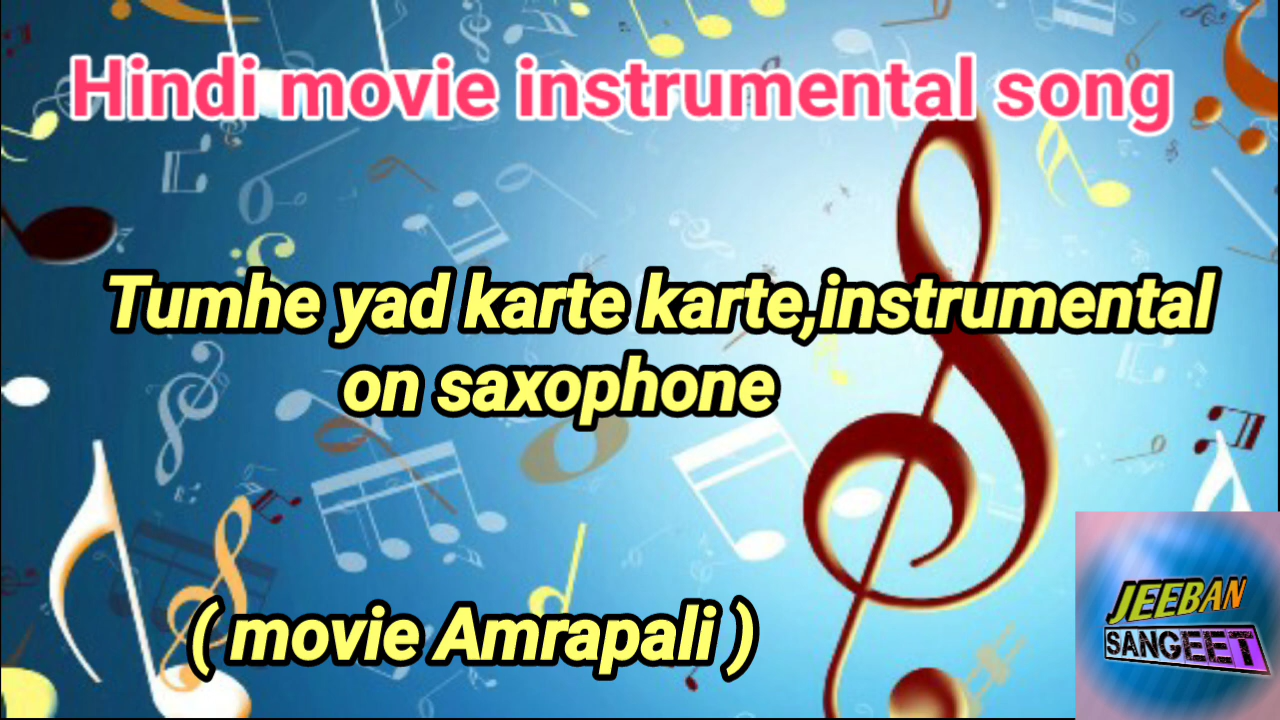 Hindi movie instrumental song
Tumhe yad karte karte,instrumental
on saxophone
( movie Amrapali )
JEEBAN
SANGEET